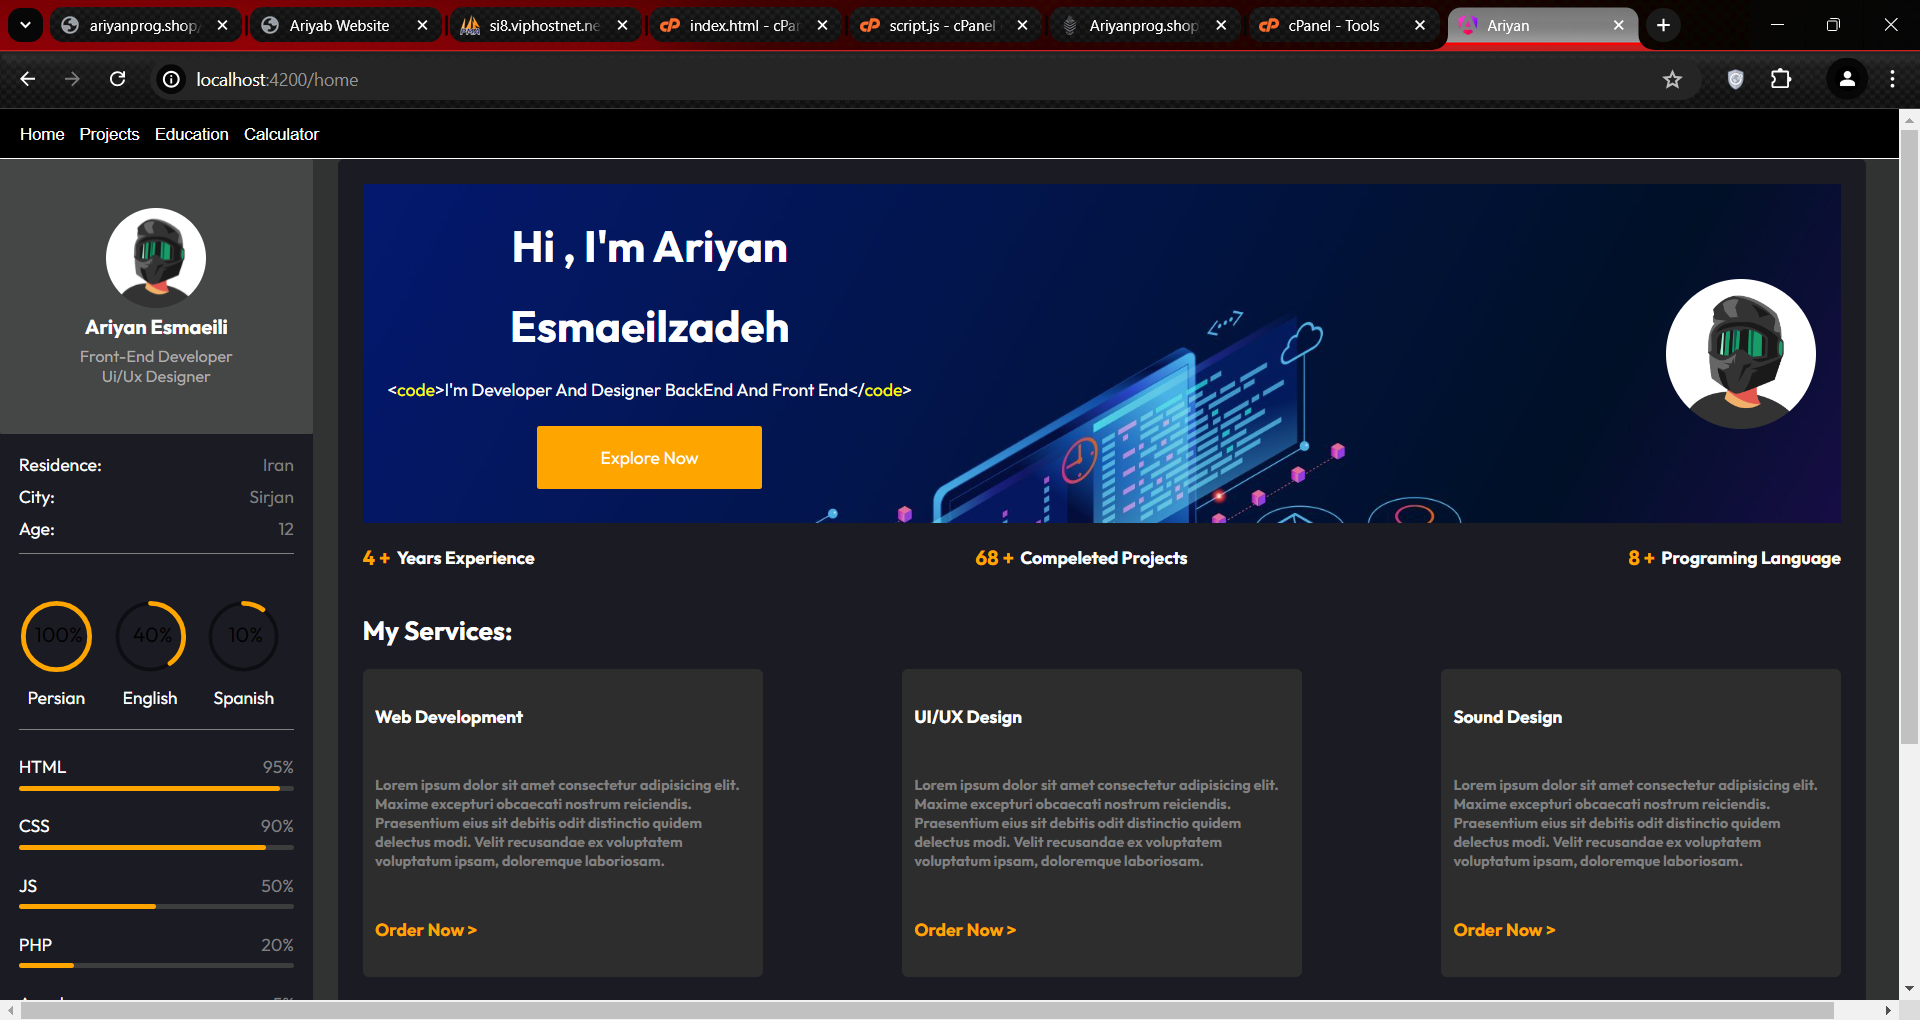 ariyanprog.shop/
Ariyab Website
si8.viphostnet.ne
index.html - cPan
script.js - cPanel
Ariyanprog.shop
cPanel - Tools
Ariyan
localhost:4200/home
Home Projects Education Calculator
Ariyan Esmaeili
Front-End Developer
Ui/Ux Designer
Residence: Iran
City: Sirjan
Age: 12
100% 40% 10%
Persian English Spanish
HTML 95%
CSS 90%
JS 50%
PHP 20%
Hi , I'm Ariyan
Esmaeilzadeh
<code>I'm Developer And Designer BackEnd And Front End</code>
Explore Now
4 + Years Experience
68 + Compeleted Projects
8 + Programing Language
My Services:
Web Development
Lorem ipsum dolor sit amet consectetur adipisicing elit.
Maxime excepturi obcaecati nostrum reiciendis.
Praesentium eius sit debitis odit distinctio quidem
delectus modi. Velit recusandae ex voluptatem
voluptatum ipsam, doloremque laboriosam.
Order Now >
UI/UX Design
Lorem ipsum dolor sit amet consectetur adipisicing elit.
Maxime excepturi obcaecati nostrum reiciendis.
Praesentium eius sit debitis odit distinctio quidem
delectus modi. Velit recusandae ex voluptatem
voluptatum ipsam, doloremque laboriosam.
Order Now >
Sound Design
Lorem ipsum dolor sit amet consectetur adipisicing elit.
Maxime excepturi obcaecati nostrum reiciendis.
Praesentium eius sit debitis odit distinctio quidem
delectus modi. Velit recusandae ex voluptatem
voluptatum ipsam, doloremque laboriosam.
Order Now >